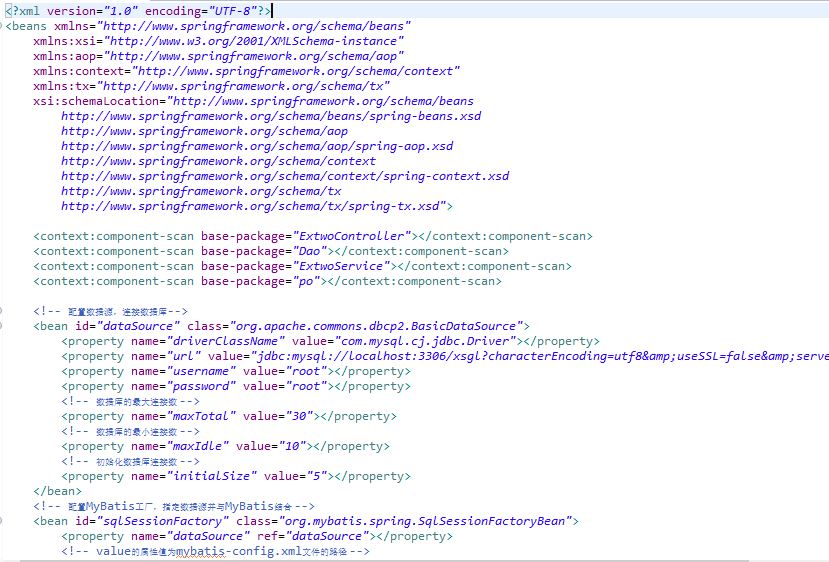 <?xml version="1.0" encoding="UTF-8"?>
<beans xmlns="http://www.springframework.org/schema/beans"
xmlns:xsi="http://www.w3.org/2001/XMLSchema-instance"
xmlns:aop="http://www.springframework.org/schema/aop"
xmlns:context="http://www.springframework.org/schema/context"
xmlns:tx="http://www.springframework.org/schema/tx"
xsi:schemaLocation="http://www.springframework.org/schema/beans
http://www.springframework.org/schema/beans/spring-beans.xsd
http://www.springframework.org/schema/aop
http://www.springframework.org/schema/aop/spring-aop.xsd
http://www.springframework.org/schema/context
http://www.springframework.org/schema/context/spring-context.xsd
http://www.springframework.org/schema/tx
http://www.springframework.org/schema/tx/spring-tx.xsd">
<context:component-scan base-package="ExtwoController"></context:component-scan>
<context:component-scan base-package="Dao"></context:component-scan>
<context:component-scan base-package="ExtwoService"></context:component-scan>
<context:component-scan base-package="po"></context:component-scan>
<!-- 配置数据源，连接数据库-->
<bean id="dataSource" class="org.apache.commons.dbcp2.BasicDataSource">
<property name="driverClassName" value="com.mysql.cj.jdbc.Driver"></property>
<property name="url" value="jdbc:mysql://localhost:3306/xsgl?characterEncoding=utf8&amp;useSSL=false&amp;serve
<property name="username" value="root"></property>
<property name="password" value="root"></property>
<!-- 数据库的最大连接数 -->
<property name="maxTotal" value="30"></property>
<!-- 数据库的最小连接数 -->
<property name="maxIdle" value="10"></property>
<!-- 初始化数据库连接数 -->
<property name="initialSize" value="5"></property>
</bean>
<!-- 配置MyBatis工厂，指定数据源并与MyBatis结合 -->
<bean id="sqlSessionFactory" class="org.mybatis.spring.SqlSessionFactoryBean">
<property name="dataSource" ref="dataSource"></property>
<!-- value的属性值为mybatis-config.xml文件的路径 -->